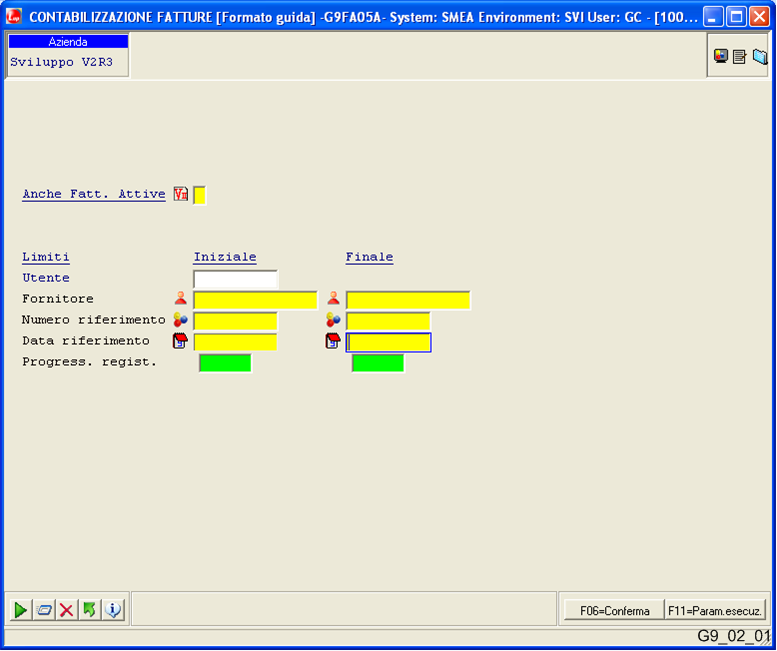 CONTABILIZZAZIONE FATTURE [Formato guida] -G9FA05A- System: SMEA Environment: SVI User: GC - [100...
Azienda
Sviluppo V2R3
Anche Fatt. Attive
Limiti Iniziale Finale
Utente
Fornitore
Numero riferimento
Data riferimento
Progress. regist.
F06=Conferma F11=Param.esecuz.
G9_02_01